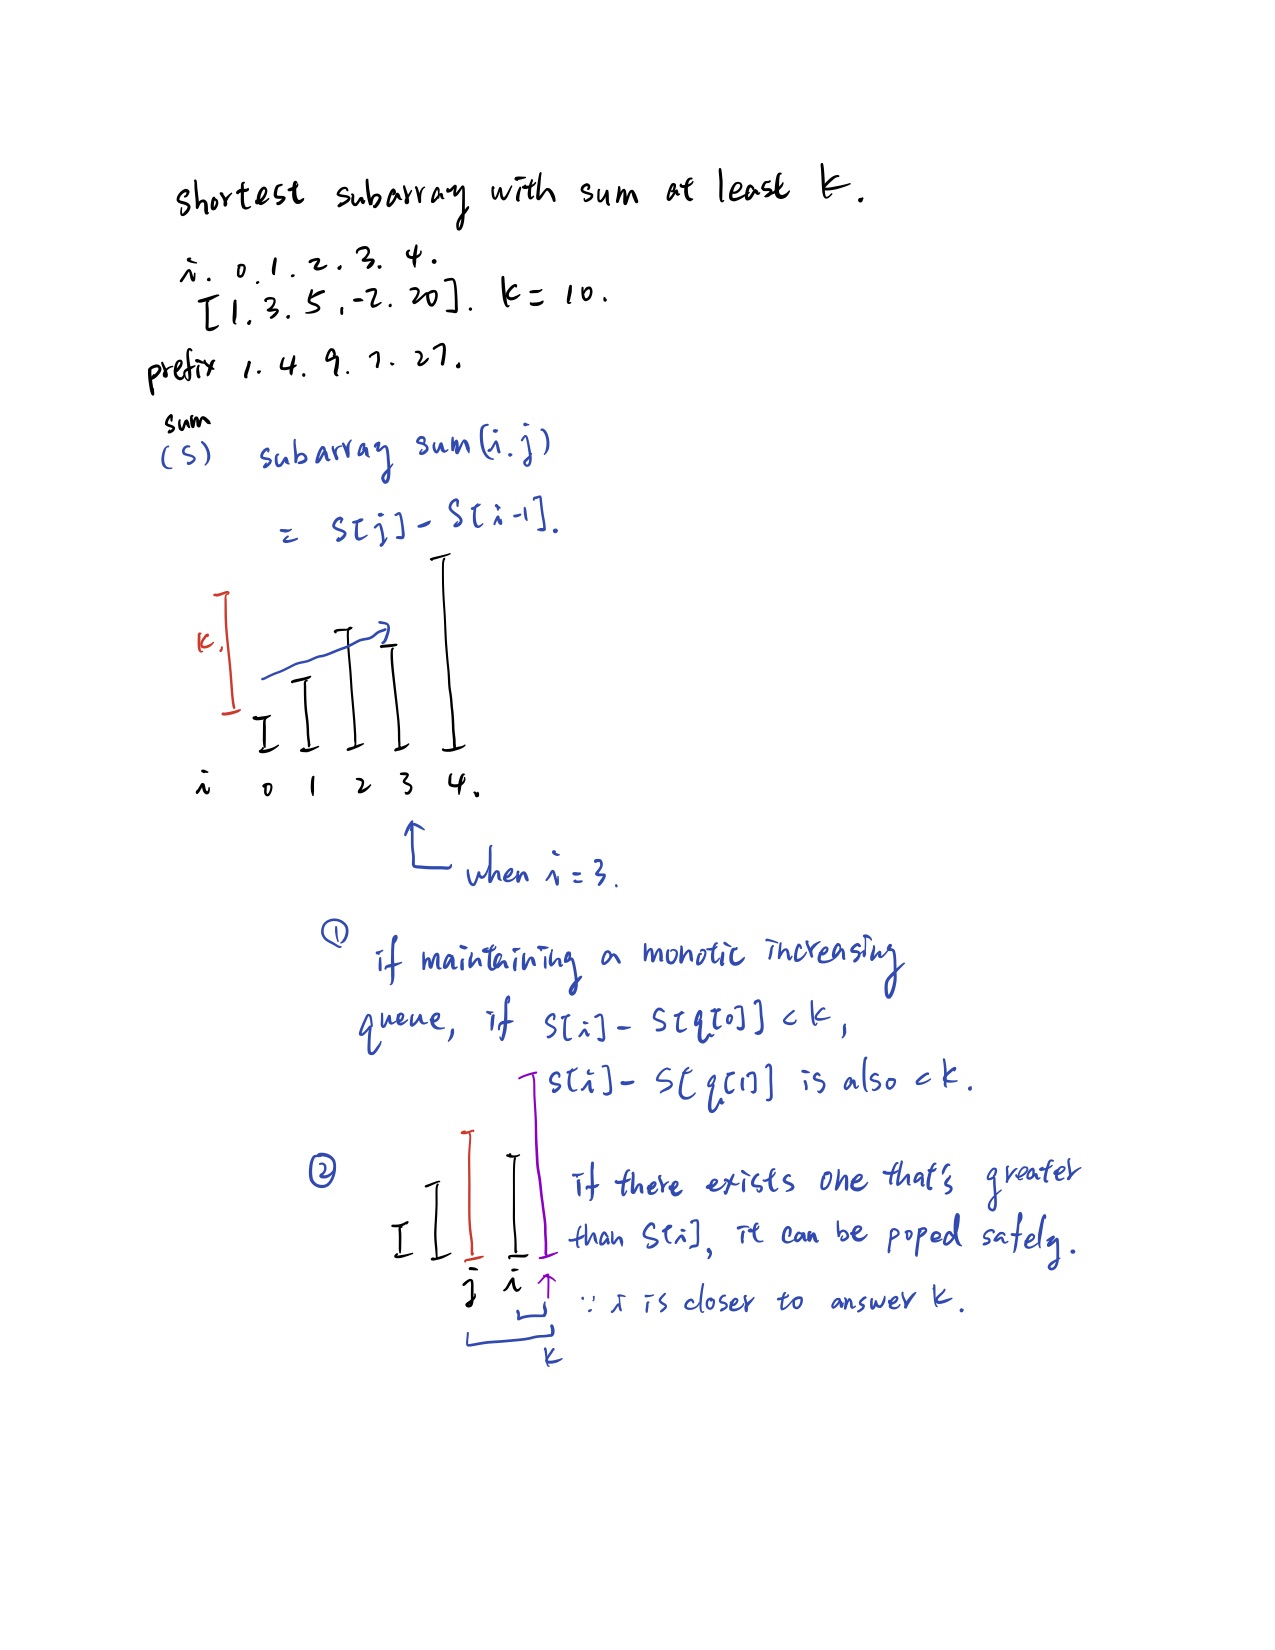 shortest subarray with sum at least k.
i. 0. 1. 2. 3. 4.
[1. 3. 5, -2. 20]. k = 10.
prefix 1. 4. 9. 7. 27.
sum
(S) subarray sum(i. j)
= S[j] - S[i-1].
k.
i 0 1 2 3 4.
when i = 3.
① if maintaining a monotic increasing
queue, if S[i] - S[q[0]] < k,
S[i] - S[q[1]] is also < k.
② if there exists one that's greater
than S[i], it can be poped safely.
j i ∵ i is closer to answer k.
k